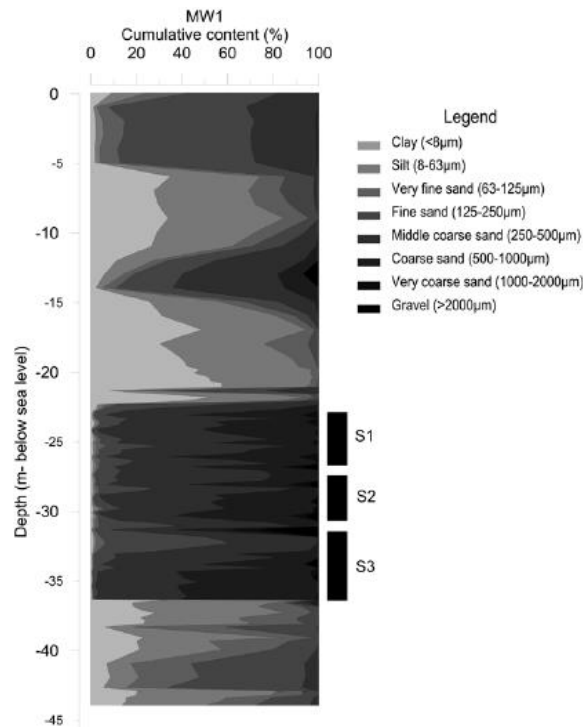 MW1
Cumulative content (%)
0 20 40 60 80 100
Depth (m- below sea level)
0
-5
-10
-15
-20
-25
-30
-35
-40
-45
S1
S2
S3
Legend
Clay (<8µm)
Silt (8-63µm)
Very fine sand (63-125µm)
Fine sand (125-250µm)
Middle coarse sand (250-500µm)
Coarse sand (500-1000µm)
Very coarse sand (1000-2000µm)
Gravel (>2000µm)